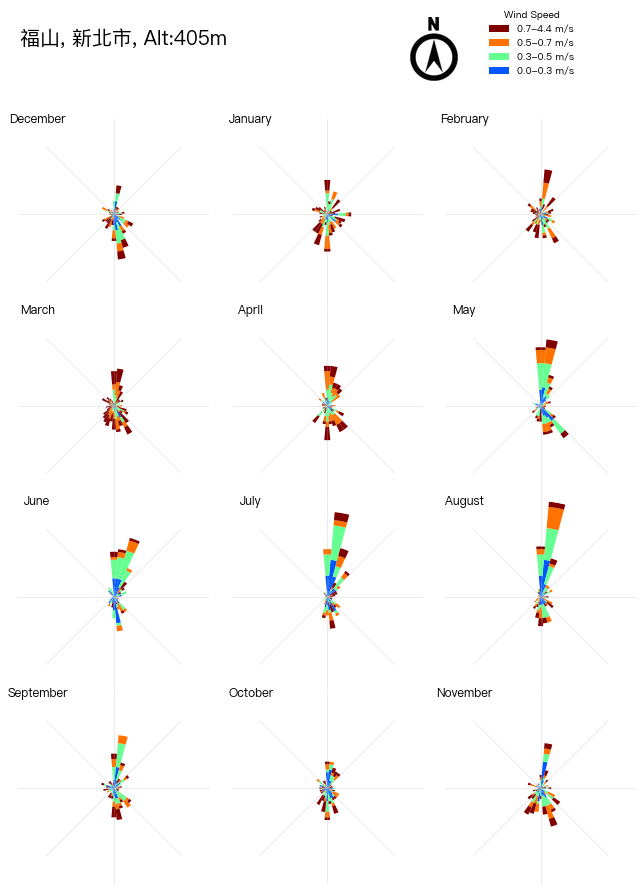 福山, 新北市, Alt:405m
N
Wind Speed
0.7–4.4 m/s
0.5–0.7 m/s
0.3–0.5 m/s
0.0–0.3 m/s
December
January
February
March
April
May
June
July
August
September
October
November